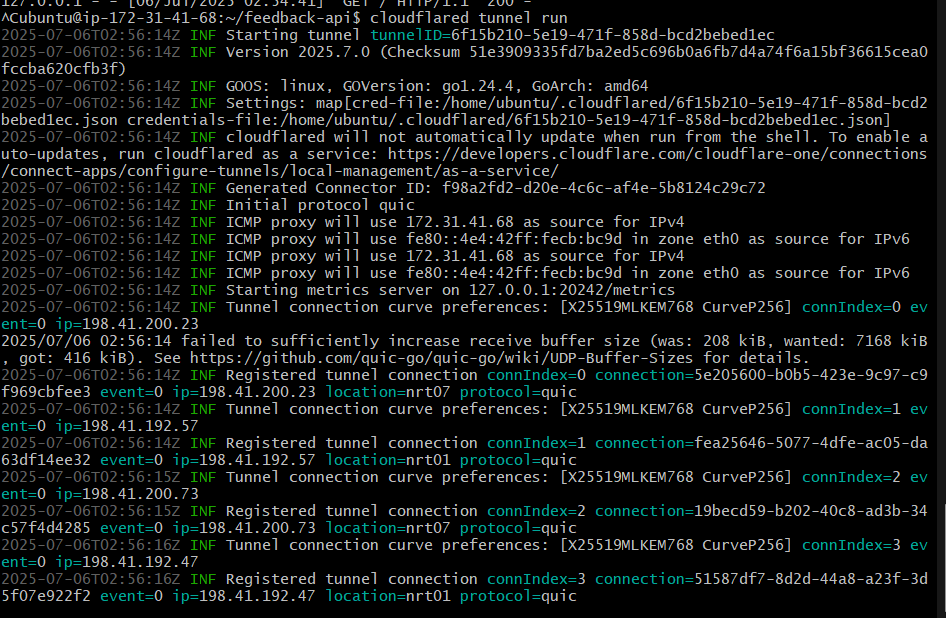 127.0.0.1 - - [06/Jul/2025 02:54:41] "GET / HTTP/1.1" 200 -
^Cubuntu@ip-172-31-41-68:~/feedback-api$ cloudflared tunnel run
2025-07-06T02:56:14Z INF Starting tunnel tunnelID=6f15b210-5e19-471f-858d-bcd2bebed1ec
2025-07-06T02:56:14Z INF Version 2025.7.0 (Checksum 51e3909335fd7ba2ed5c696b0a6fb7d4a74f6a15bf36615cea0
fccba620cfb3f)
2025-07-06T02:56:14Z INF GOOS: linux, GOVersion: go1.24.4, GoArch: amd64
2025-07-06T02:56:14Z INF Settings: map[cred-file:/home/ubuntu/.cloudflared/6f15b210-5e19-471f-858d-bcd2
bebed1ec.json credentials-file:/home/ubuntu/.cloudflared/6f15b210-5e19-471f-858d-bcd2bebed1ec.json]
2025-07-06T02:56:14Z INF cloudflared will not automatically update when run from the shell. To enable a
uto-updates, run cloudflared as a service: https://developers.cloudflare.com/cloudflare-one/connections
/connect-apps/configure-tunnels/local-management/as-a-service/
2025-07-06T02:56:14Z INF Generated Connector ID: f98a2fd2-d20e-4c6c-af4e-5b8124c29c72
2025-07-06T02:56:14Z INF Initial protocol quic
2025-07-06T02:56:14Z INF ICMP proxy will use 172.31.41.68 as source for IPv4
2025-07-06T02:56:14Z INF ICMP proxy will use fe80::4e4:42ff:fecb:bc9d in zone eth0 as source for IPv6
2025-07-06T02:56:14Z INF ICMP proxy will use 172.31.41.68 as source for IPv4
2025-07-06T02:56:14Z INF ICMP proxy will use fe80::4e4:42ff:fecb:bc9d in zone eth0 as source for IPv6
2025-07-06T02:56:14Z INF Starting metrics server on 127.0.0.1:20242/metrics
2025-07-06T02:56:14Z INF Tunnel connection curve preferences: [X25519MLKEM768 CurveP256] connIndex=0 ev
ent=0 ip=198.41.200.23
2025/07/06 02:56:14 failed to sufficiently increase receive buffer size (was: 208 kiB, wanted: 7168 kiB
, got: 416 kiB). See https://github.com/quic-go/quic-go/wiki/UDP-Buffer-Sizes for details.
2025-07-06T02:56:14Z INF Registered tunnel connection connIndex=0 connection=5e205600-b0b5-423e-9c97-c9
f969cbfee3 event=0 ip=198.41.200.23 location=nrt07 protocol=quic
2025-07-06T02:56:14Z INF Tunnel connection curve preferences: [X25519MLKEM768 CurveP256] connIndex=1 ev
ent=0 ip=198.41.192.57
2025-07-06T02:56:14Z INF Registered tunnel connection connIndex=1 connection=fea25646-5077-4dfe-ac05-da
63df14ee32 event=0 ip=198.41.192.57 location=nrt01 protocol=quic
2025-07-06T02:56:15Z INF Tunnel connection curve preferences: [X25519MLKEM768 CurveP256] connIndex=2 ev
ent=0 ip=198.41.200.73
2025-07-06T02:56:15Z INF Registered tunnel connection connIndex=2 connection=19becd59-b202-40c8-ad3b-34
c57f4d4285 event=0 ip=198.41.200.73 location=nrt07 protocol=quic
2025-07-06T02:56:16Z INF Tunnel connection curve preferences: [X25519MLKEM768 CurveP256] connIndex=3 ev
ent=0 ip=198.41.192.47
2025-07-06T02:56:16Z INF Registered tunnel connection connIndex=3 connection=51587df7-8d2d-44a8-a23f-3d
5f07e922f2 event=0 ip=198.41.192.47 location=nrt01 protocol=quic